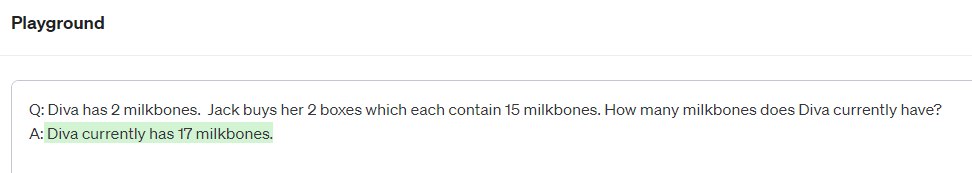 Playground
Q: Diva has 2 milkbones.  Jack buys her 2 boxes which each contain 15 milkbones. How many milkbones does Diva currently have?
A: Diva currently has 17 milkbones.